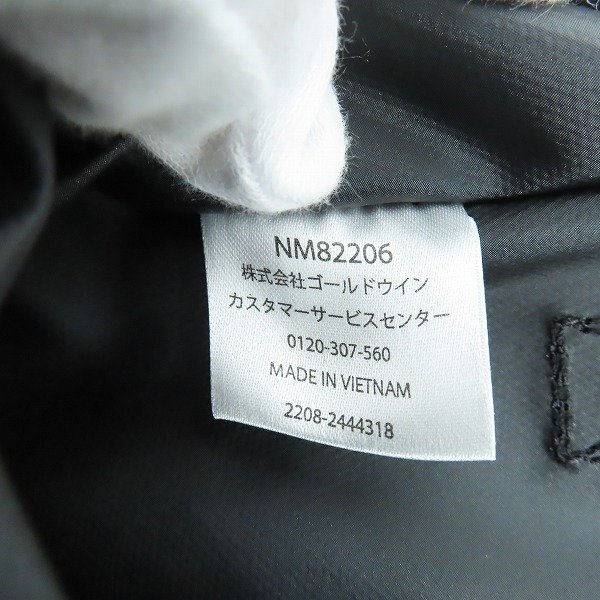 NM82206
株式会社ゴールドウイン
カスタマーサービスセンター
0120-307-560
MADE IN VIETNAM
2208-2444318